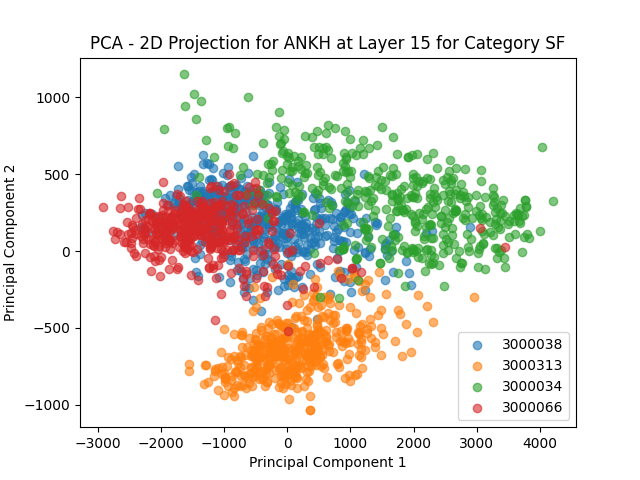 PCA - 2D Projection for ANKH at Layer 15 for Category SF
Principal Component 2
1000
500
0
−500
−1000
−3000 −2000 −1000 0 1000 2000 3000 4000
Principal Component 1
3000038
3000313
3000034
3000066